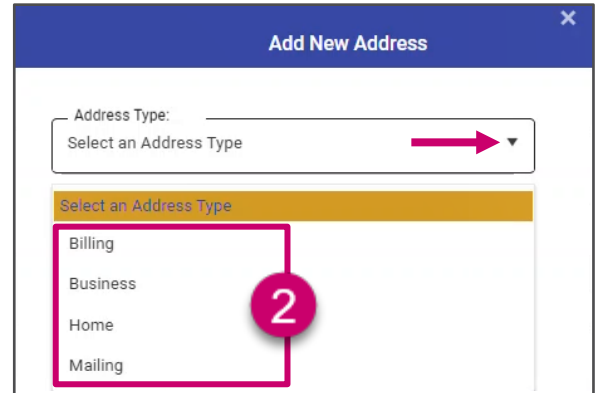 Add New Address
Address Type:
Select an Address Type
Select an Address Type
Billing
Business
Home
Mailing
2